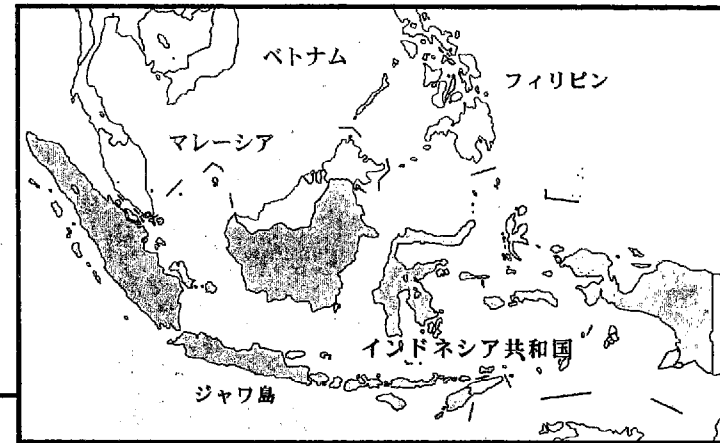 ベトナム
フィリピン
マレーシア
インドネシア共和国
ジャワ島